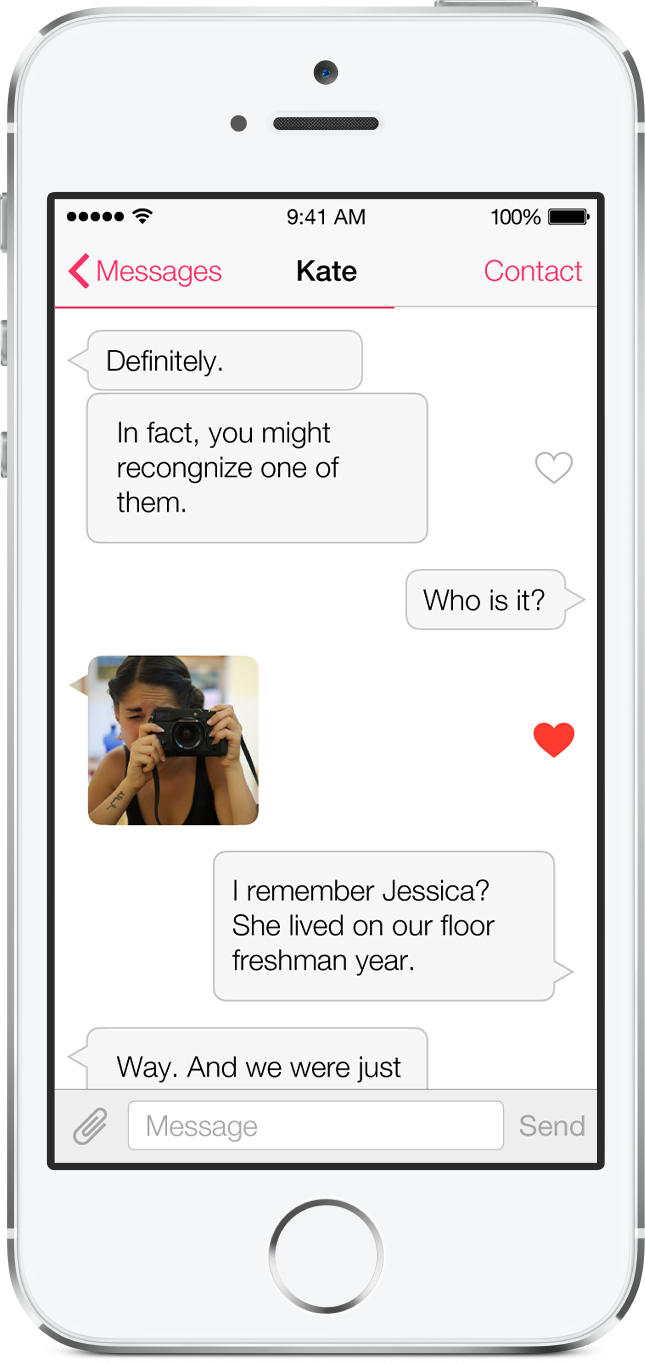 9:41 AM 100%
Messages Kate Contact
Definitely.
In fact, you might
recongnize one of
them.
Who is it?
I remember Jessica?
She lived on our floor
freshman year.
Way. And we were just
Message Send